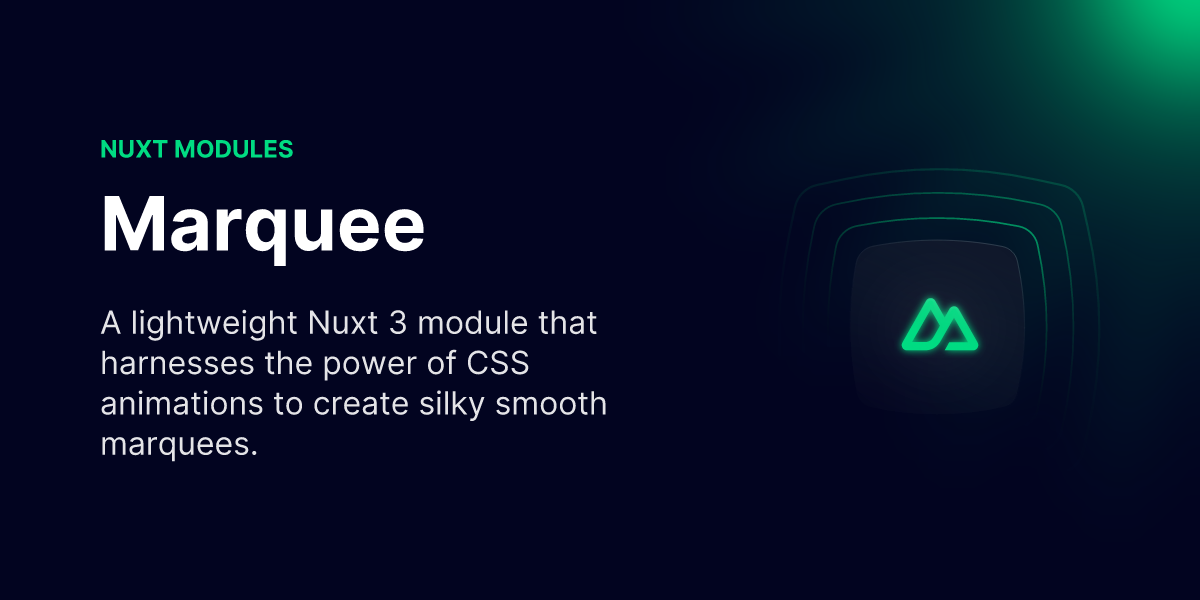 NUXT MODULES
Marquee
A lightweight Nuxt 3 module that
harnesses the power of CSS
animations to create silky smooth
marquees.